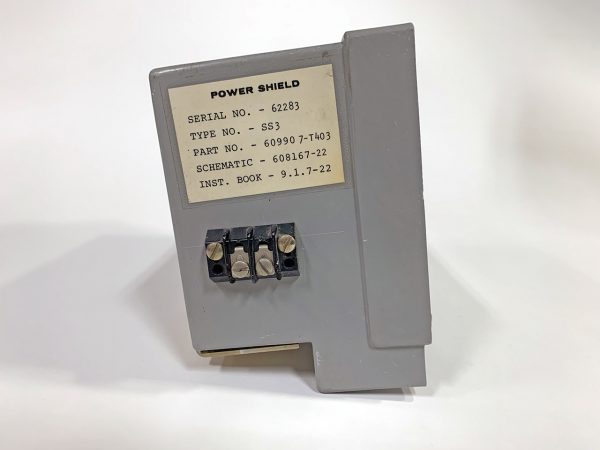 POWER SHIELD
SERIAL NO. - 62283
TYPE NO. - SS3
PART NO. - 609907-T403
SCHEMATIC - 608167-22
INST. BOOK - 9.1.7-22